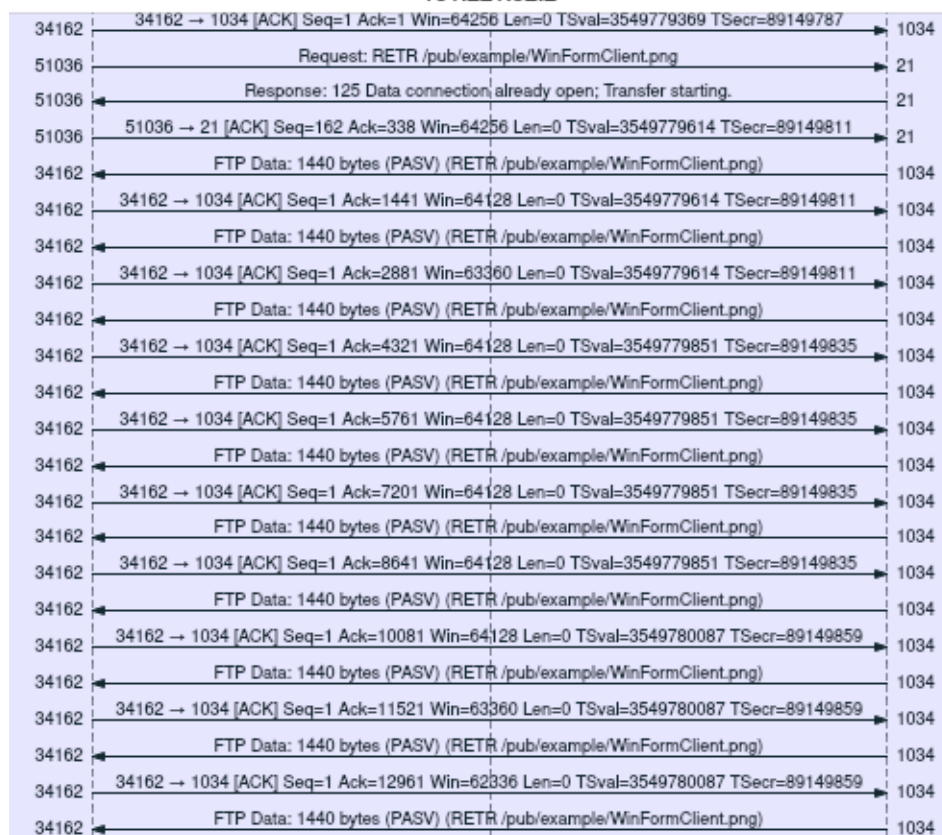 34162 34162 → 1034 [ACK] Seq=1 Ack=1 Win=64256 Len=0 TSval=3549779369 TSecr=89149787 1034
51036 Request: RETR /pub/example/WinFormClient.png 21
51036 Response: 125 Data connection already open; Transfer starting. 21
51036 51036 → 21 [ACK] Seq=162 Ack=338 Win=64256 Len=0 TSval=3549779614 TSecr=89149811 21
34162 FTP Data: 1440 bytes (PASV) (RETR /pub/example/WinFormClient.png) 1034
34162 34162 → 1034 [ACK] Seq=1 Ack=1441 Win=64128 Len=0 TSval=3549779614 TSecr=89149811 1034
34162 FTP Data: 1440 bytes (PASV) (RETR /pub/example/WinFormClient.png) 1034
34162 34162 → 1034 [ACK] Seq=1 Ack=2881 Win=63360 Len=0 TSval=3549779614 TSecr=89149811 1034
34162 FTP Data: 1440 bytes (PASV) (RETR /pub/example/WinFormClient.png) 1034
34162 34162 → 1034 [ACK] Seq=1 Ack=4321 Win=64128 Len=0 TSval=3549779851 TSecr=89149835 1034
34162 FTP Data: 1440 bytes (PASV) (RETR /pub/example/WinFormClient.png) 1034
34162 34162 → 1034 [ACK] Seq=1 Ack=5761 Win=64128 Len=0 TSval=3549779851 TSecr=89149835 1034
34162 FTP Data: 1440 bytes (PASV) (RETR /pub/example/WinFormClient.png) 1034
34162 34162 → 1034 [ACK] Seq=1 Ack=7201 Win=64128 Len=0 TSval=3549779851 TSecr=89149835 1034
34162 FTP Data: 1440 bytes (PASV) (RETR /pub/example/WinFormClient.png) 1034
34162 34162 → 1034 [ACK] Seq=1 Ack=8641 Win=64128 Len=0 TSval=3549779851 TSecr=89149835 1034
34162 FTP Data: 1440 bytes (PASV) (RETR /pub/example/WinFormClient.png) 1034
34162 34162 → 1034 [ACK] Seq=1 Ack=10081 Win=64128 Len=0 TSval=3549780087 TSecr=89149859 1034
34162 FTP Data: 1440 bytes (PASV) (RETR /pub/example/WinFormClient.png) 1034
34162 34162 → 1034 [ACK] Seq=1 Ack=11521 Win=63360 Len=0 TSval=3549780087 TSecr=89149859 1034
34162 FTP Data: 1440 bytes (PASV) (RETR /pub/example/WinFormClient.png) 1034
34162 34162 → 1034 [ACK] Seq=1 Ack=12961 Win=62336 Len=0 TSval=3549780087 TSecr=89149859 1034
34162 FTP Data: 1440 bytes (PASV) (RETR /pub/example/WinFormClient.png) 1034